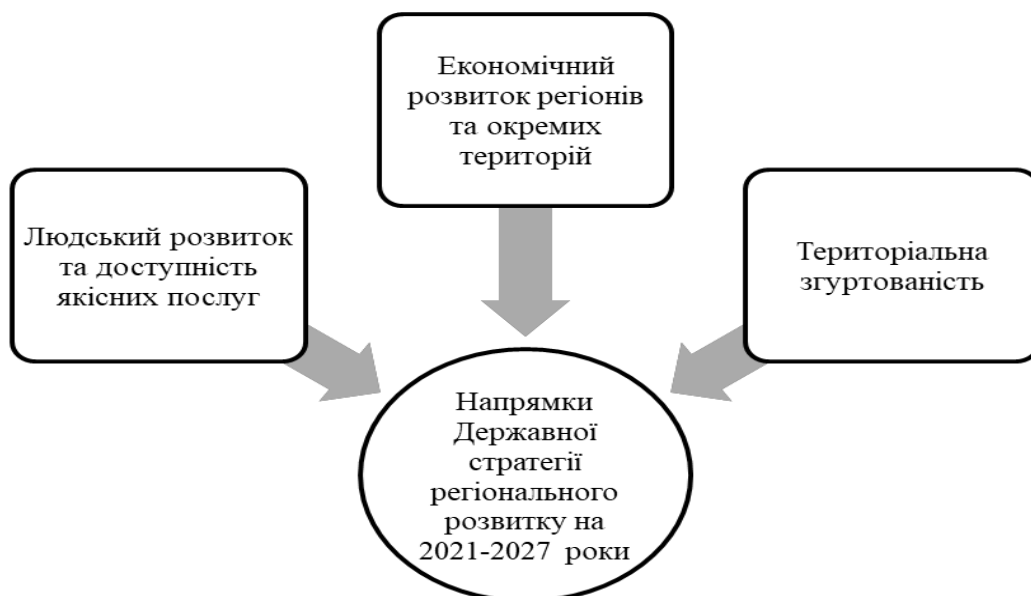 Економічний
розвиток регіонів
та окремих
територій
Людський розвиток
та доступність
якісних послуг
Територіальна
згуртованість
Напрямки
Державної
стратегії
регіонального
розвитку на
2021-2027 роки